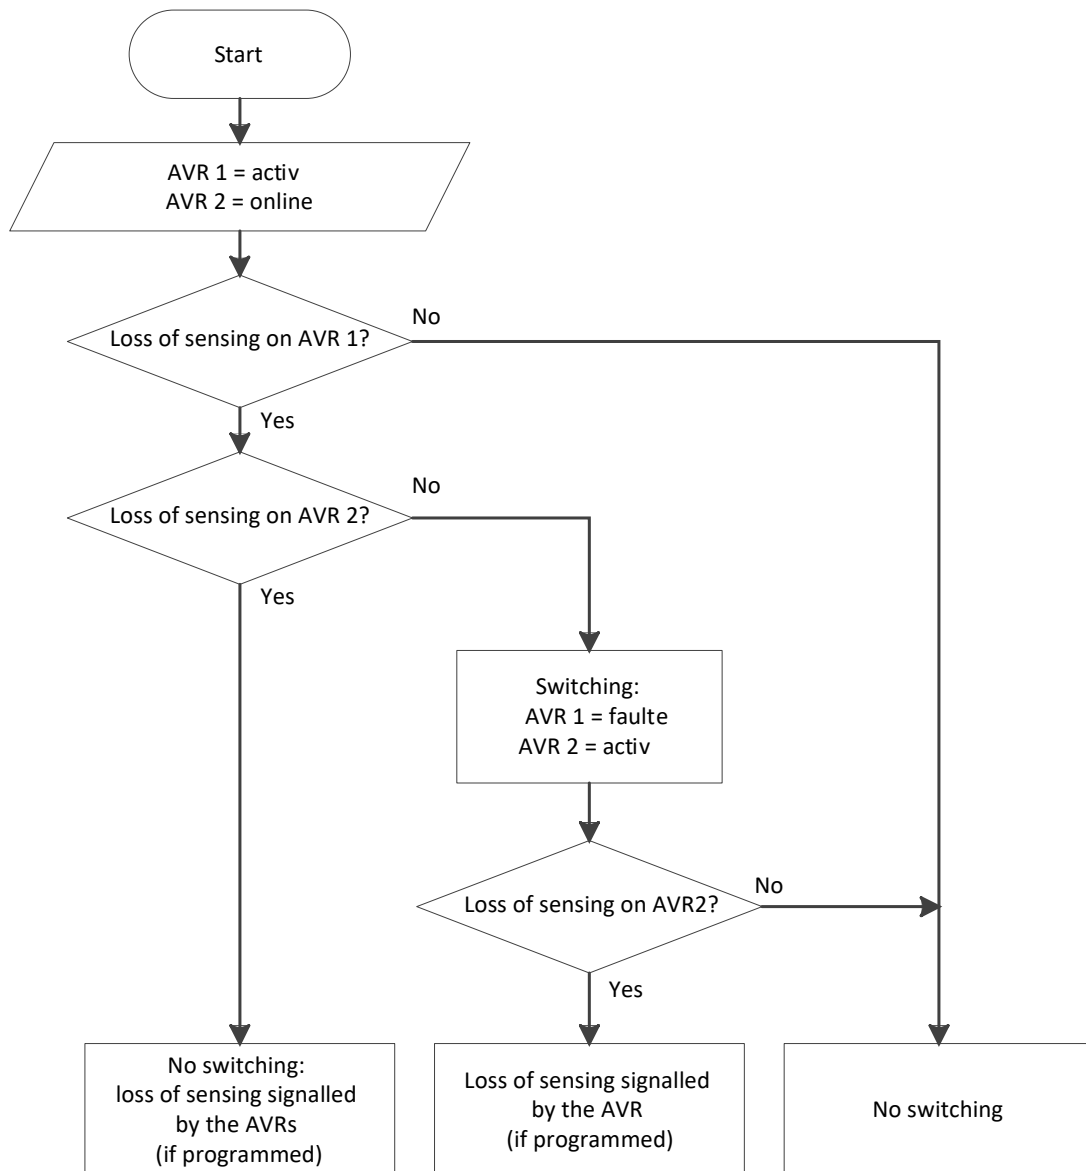 Start
AVR 1 = activ
AVR 2 = online
Loss of sensing on AVR 1?
No
Yes
Loss of sensing on AVR 2?
No
Yes
Switching:
AVR 1 = faulte
AVR 2 = activ
Loss of sensing on AVR2?
No
Yes
No switching:
loss of sensing signalled
by the AVRs
(if programmed)
Loss of sensing signalled
by the AVR
(if programmed)
No switching